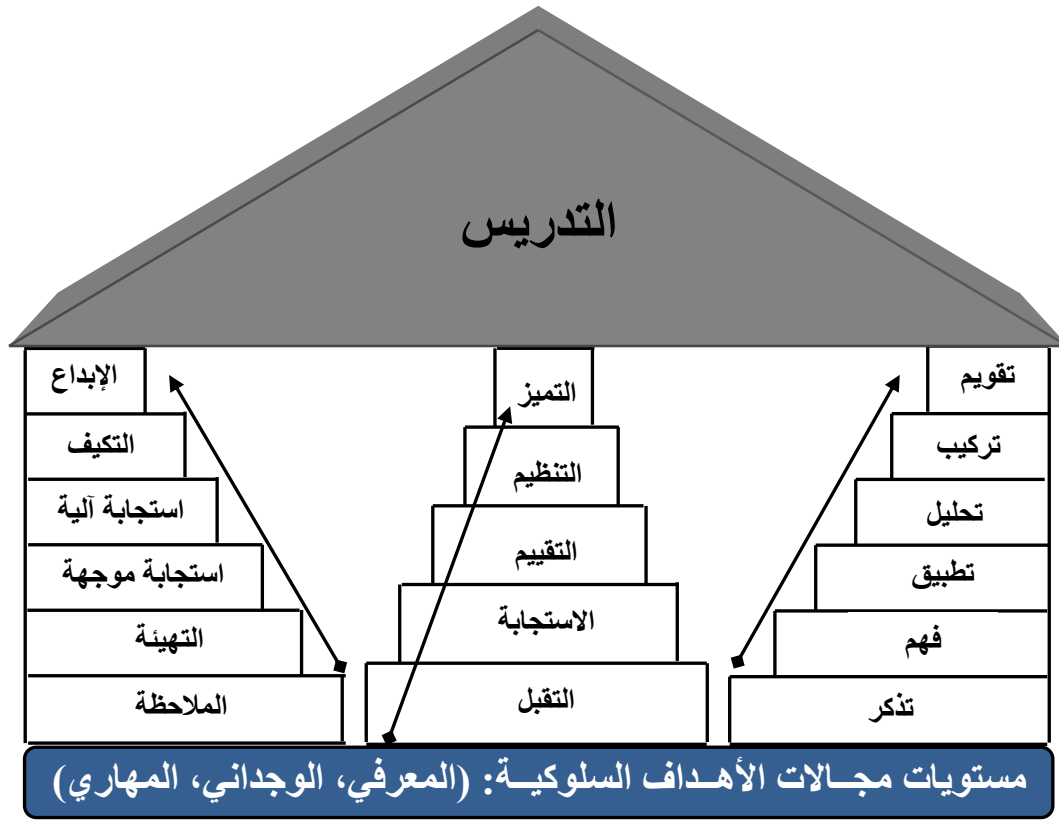 التدريس
تقويم
تركيب
تحليل
تطبيق
فهم
تذكر
التميز
التنظيم
التقييم
الاستجابة
التقبل
الإبداع
التكيف
استجابة آلية
استجابة موجهة
التهيئة
الملاحظة
مستويات مجــالات الأهـداف السلوكيــة: (المعرفي، الوجداني، المهاري)